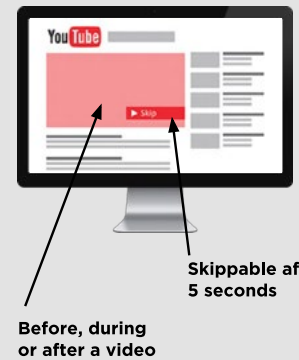 YouTube
Skip
Skippable af
5 seconds
Before, during
or after a video